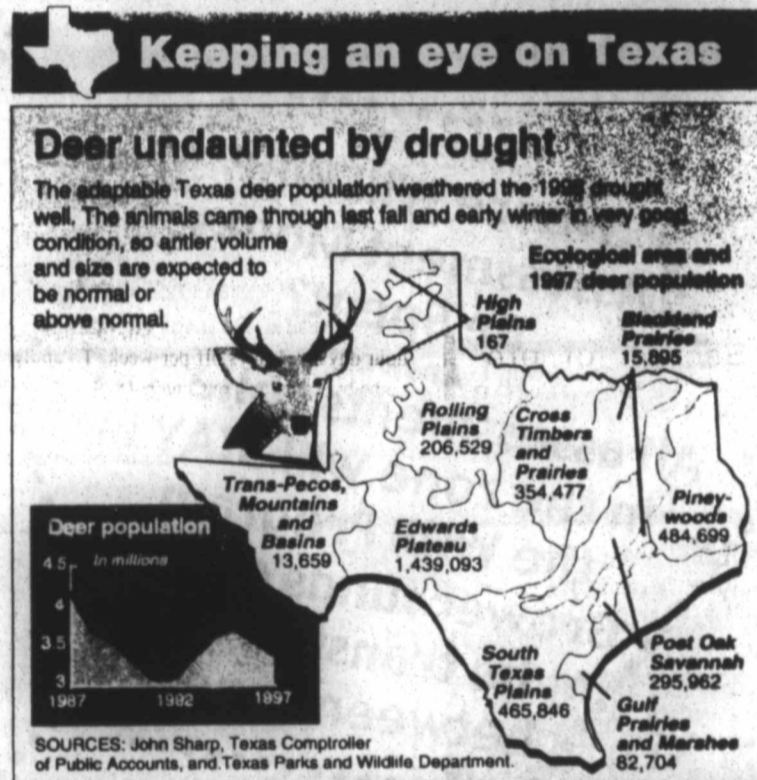 Keeping an eye on Texas
Deer undaunted by drought
The adaptable Texas deer population weathered the drought
well. The animals came through last fall and early winter in very good
condition, so antler volume
and size are expected to
be normal or
above normal.
Ecological area and
1997 deer population
High
Plains
167
Blackland
Prairies
15,895
Rolling
Plains
206,529
Cross
Timbers
and
Prairies
354,477
Trans-Pecos,
Mountains
and
Basins
13,659
Edwards
Plateau
1,439,093
Piney-
woods
484,699
South
Texas
Plains
465,846
Post Oak
Savannah
295,962
Gulf
Prairies
and Marshes
82,704
Deer population
In millions
4.5
4
3.5
3
1987 1992 1997
SOURCES: John Sharp, Texas Comptroller
of Public Accounts, and Texas Parks and Wildlife Department.